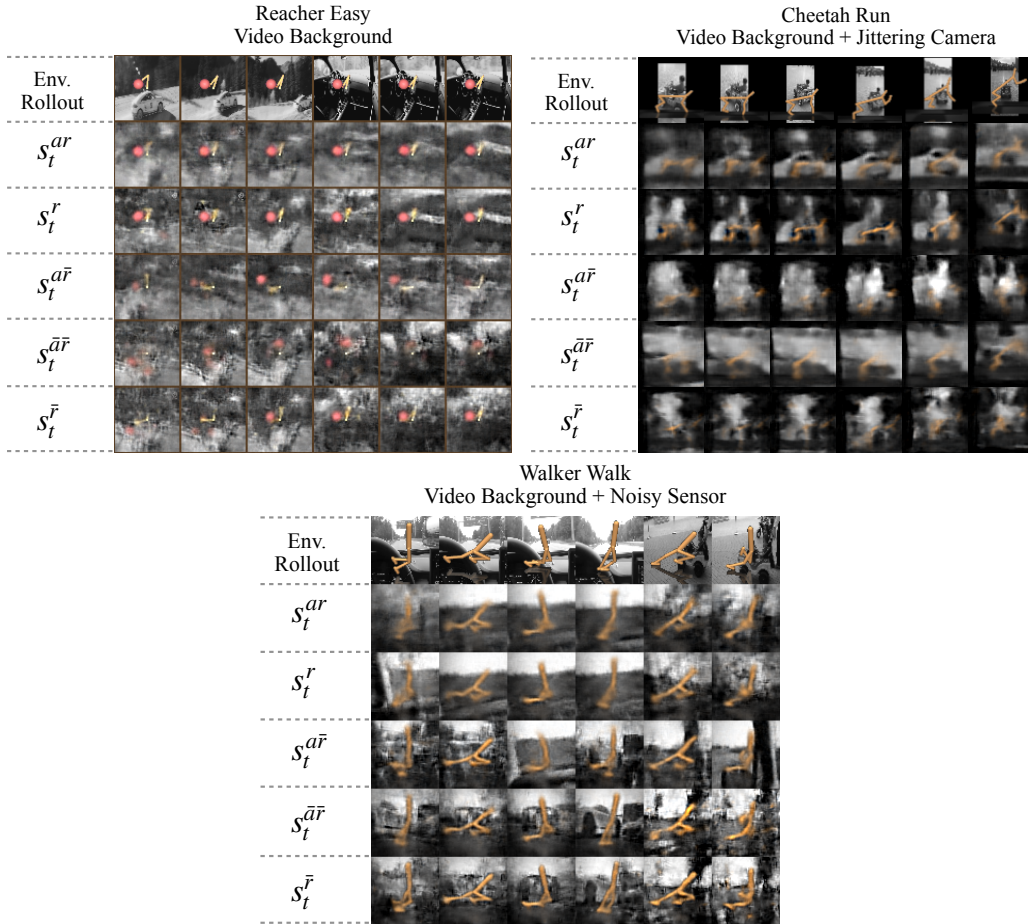 Reacher Easy
Video Background
Env.
Rollout
$s_t^{ar}$
$s_t^{r}$
$s_t^{a\bar{r}}$
$s_t^{\bar{a}\bar{r}}$
$s_t^{\bar{r}}$
Cheetah Run
Video Background + Jittering Camera
Env.
Rollout
$s_t^{ar}$
$s_t^{r}$
$s_t^{a\bar{r}}$
$s_t^{\bar{a}\bar{r}}$
$s_t^{\bar{r}}$
Walker Walk
Video Background + Noisy Sensor
Env.
Rollout
$s_t^{ar}$
$s_t^{r}$
$s_t^{a\bar{r}}$
$s_t^{\bar{a}\bar{r}}$
$s_t^{\bar{r}}$